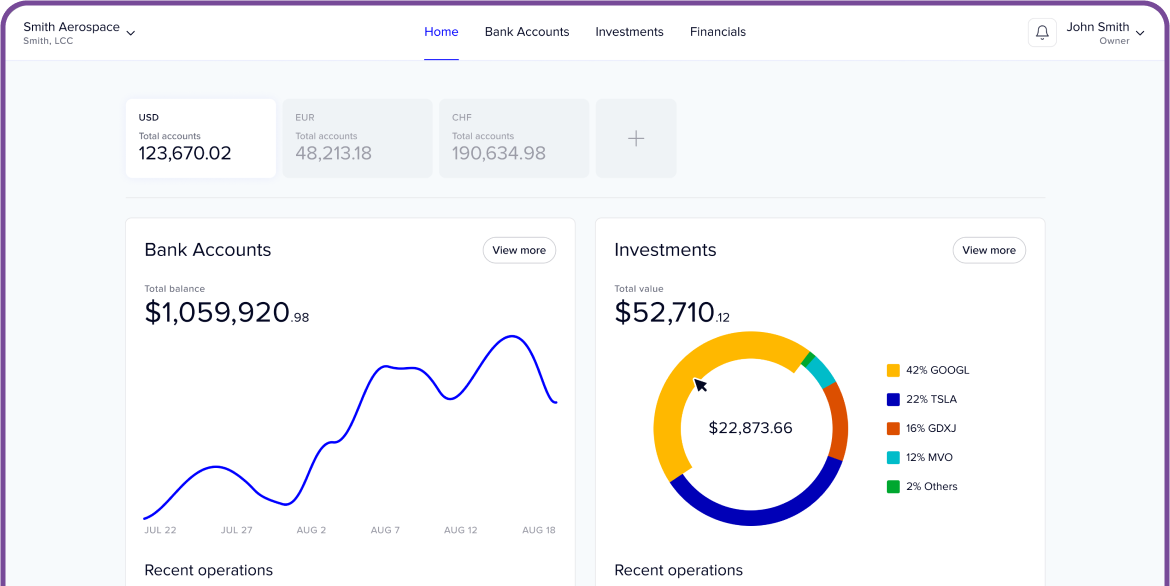 Smith Aerospace
Smith, LCC
Home
Bank Accounts
Investments
Financials
John Smith
Owner
USD
Total accounts
123,670.02
EUR
Total accounts
48,213.18
CHF
Total accounts
190,634.98
Bank Accounts
View more
Total balance
$1,059,920.98
JUL 22
JUL 27
AUG 2
AUG 7
AUG 12
AUG 18
Recent operations
Investments
View more
Total value
$52,710.12
$22,873.66
42% GOOGL
22% TSLA
16% GDXJ
12% MVO
2% Others
Recent operations